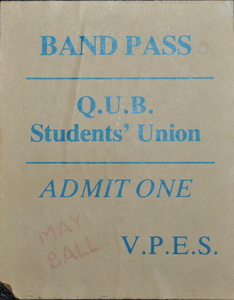 BAND PASS
Q.U.B.
Students' Union
ADMIT ONE
MAY
BALL
V.P.E.S.